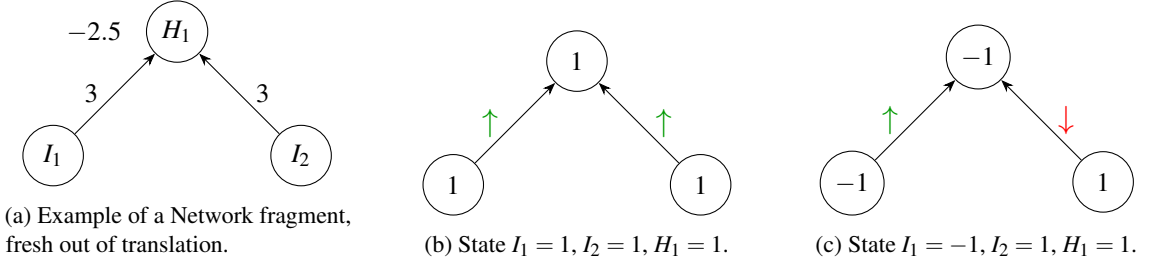 −2.5 H₁
3 3
I₁ I₂
(a) Example of a Network fragment,
fresh out of translation.
1
↑ ↑
1 1
(b) State I₁ = 1, I₂ = 1, H₁ = 1.
−1
↑ ↓
−1 1
(c) State I₁ = −1, I₂ = 1, H₁ = 1.